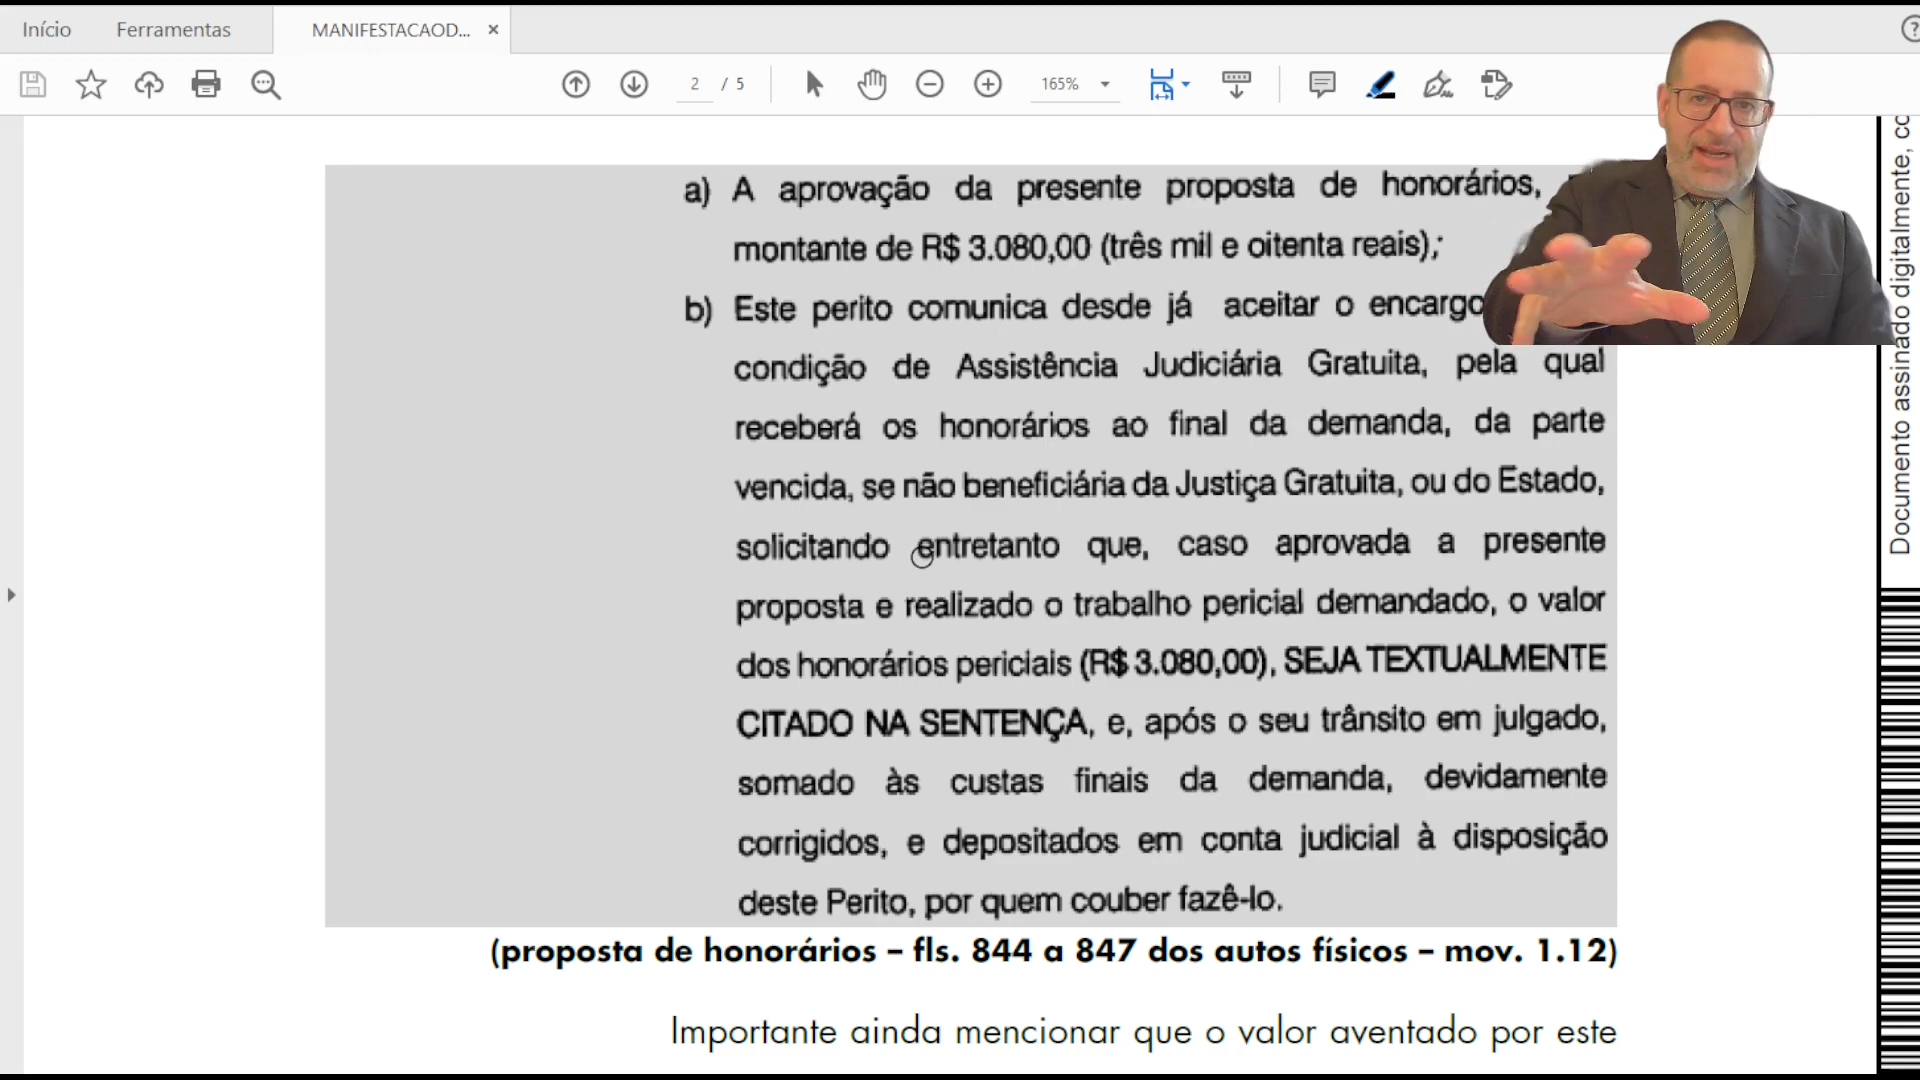 Início
Ferramentas
MANIFESTACAOD... ×
2 / 5
165%
a) A aprovação da presente proposta de honorários,
montante de R$ 3.080,00 (três mil e oitenta reais);
b) Este perito comunica desde já aceitar o encargo
condição de Assistência Judiciária Gratuita, pela qual
receberá os honorários ao final da demanda, da parte
vencida, se não beneficiária da Justiça Gratuita, ou do Estado,
solicitando entretanto que, caso aprovada a presente
proposta e realizado o trabalho pericial demandado, o valor
dos honorários periciais (R$ 3.080,00), SEJA TEXTUALMENTE
CITADO NA SENTENÇA, e, após o seu trânsito em julgado,
somado às custas finais da demanda, devidamente
corrigidos, e depositados em conta judicial à disposição
deste Perito, por quem couber fazê-lo.
(proposta de honorários – fls. 844 a 847 dos autos físicos – mov. 1.12)
Importante ainda mencionar que o valor aventado por este
Documento assinado digitalmente, co